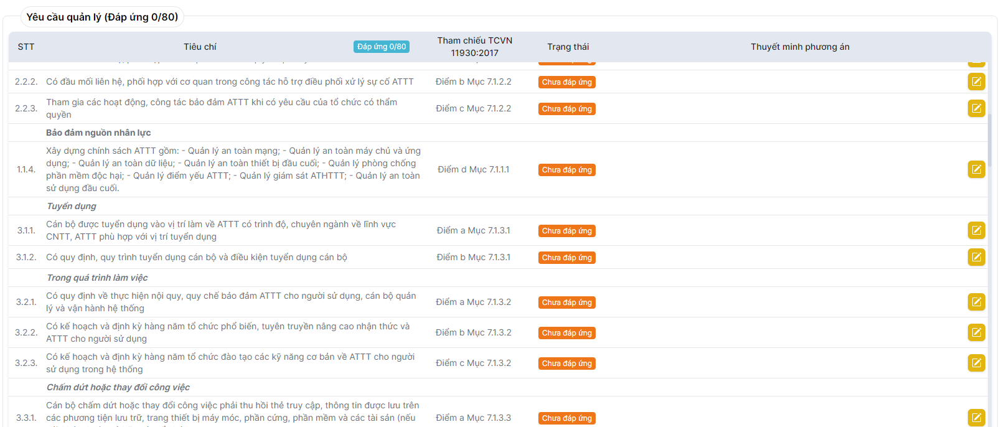 Yêu cầu quản lý (Đáp ứng 0/80)
STT Tiêu chí Đáp ứng 0/80 Tham chiếu TCVN 11930:2017 Trạng thái Thuyết minh phương án
2.2.2. Có đầu mối liên hệ, phối hợp với cơ quan trong công tác hỗ trợ điều phối xử lý sự cố ATTT Điểm b Mục 7.1.2.2 Chưa đáp ứng
2.2.3. Tham gia các hoạt động, công tác bảo đảm ATTT khi có yêu cầu của tổ chức có thẩm
quyền Điểm c Mục 7.1.2.2 Chưa đáp ứng
Bảo đảm nguồn nhân lực
1.1.4. Xây dựng chính sách ATTT gồm: - Quản lý an toàn mạng; - Quản lý an toàn máy chủ và ứng
dụng; - Quản lý an toàn dữ liệu; - Quản lý an toàn thiết bị đầu cuối; - Quản lý phòng chống
phần mềm độc hại; - Quản lý điểm yếu ATTT; - Quản lý giám sát ATHTTT; - Quản lý an toàn
sử dụng đầu cuối. Điểm d Mục 7.1.1.1 Chưa đáp ứng
Tuyển dụng
3.1.1. Cán bộ được tuyển dụng vào vị trí làm về ATTT có trình độ, chuyên ngành về lĩnh vực
CNTT, ATTT phù hợp với vị trí tuyển dụng Điểm a Mục 7.1.3.1 Chưa đáp ứng
3.1.2. Có quy định, quy trình tuyển dụng cán bộ và điều kiện tuyển dụng cán bộ Điểm b Mục 7.1.3.1 Chưa đáp ứng
Trong quá trình làm việc
3.2.1. Có quy định về thực hiện nội quy, quy chế bảo đảm ATTT cho người sử dụng, cán bộ quản
lý và vận hành hệ thống Điểm a Mục 7.1.3.2 Chưa đáp ứng
3.2.2. Có kế hoạch và định kỳ hàng năm tổ chức phổ biến, tuyên truyền nâng cao nhận thức và
ATTT cho người sử dụng Điểm b Mục 7.1.3.2 Chưa đáp ứng
3.2.3. Có kế hoạch và định kỳ hàng năm tổ chức đào tạo các kỹ năng cơ bản về ATTT cho người
sử dụng trong hệ thống Điểm c Mục 7.1.3.2 Chưa đáp ứng
Chấm dứt hoặc thay đổi công việc
3.3.1. Cán bộ chấm dứt hoặc thay đổi công việc phải thu hồi thẻ truy cập, thông tin được lưu trên
các phương tiện lưu trữ, trang thiết bị máy móc, phần cứng, phần mềm và các tài sản (nếu Điểm a Mục 7.1.3.3 Chưa đáp ứng